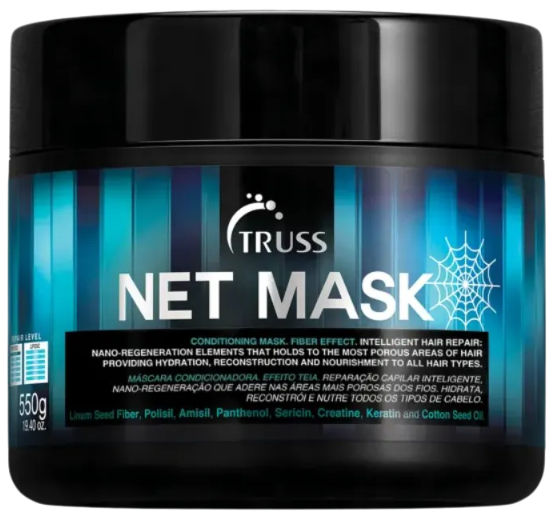 TRUSS
NET MASK
CONDITIONING MASK. FIBER EFFECT. INTELLIGENT HAIR REPAIR:
NANO-REGENERATION ELEMENTS THAT HOLDS TO THE MOST POROUS AREAS OF HAIR
PROVIDING HYDRATION, RECONSTRUCTION AND NOURISHMENT TO ALL HAIR TYPES.
MÁSCARA CONDICIONADORA. EFEITO TEIA. REPARAÇÃO CAPILAR INTELIGENTE,
NANO-REGENERAÇÃO QUE ADERE NAS ÁREAS MAIS POROSAS DOS FIOS. HIDRATA,
RECONSTRÓI E NUTRE TODOS OS TIPOS DE CABELO.
Linum Seed Fiber, Polisil, Amisil, Panthenol, Sericin, Creatine, Keratin and Cotton Seed Oil.
LEVEL
550g
19.40 oz.